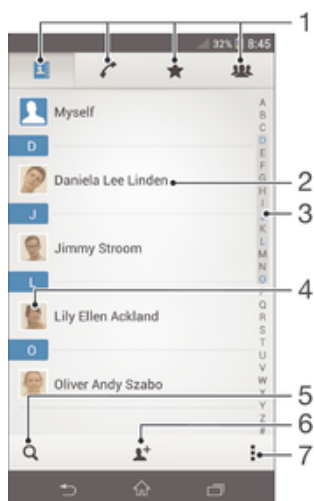 1
32% 8:45
Myself
D
Daniela Lee Linden
2
J
3
Jimmy Stroom
L
4
Lily Ellen Ackland
O
Oliver Andy Szabo
5
6
7
A
B
C
D
E
F
G
H
I
J
K
L
M
N
O
P
Q
R
S
T
U
V
W
X
Y
Z
#